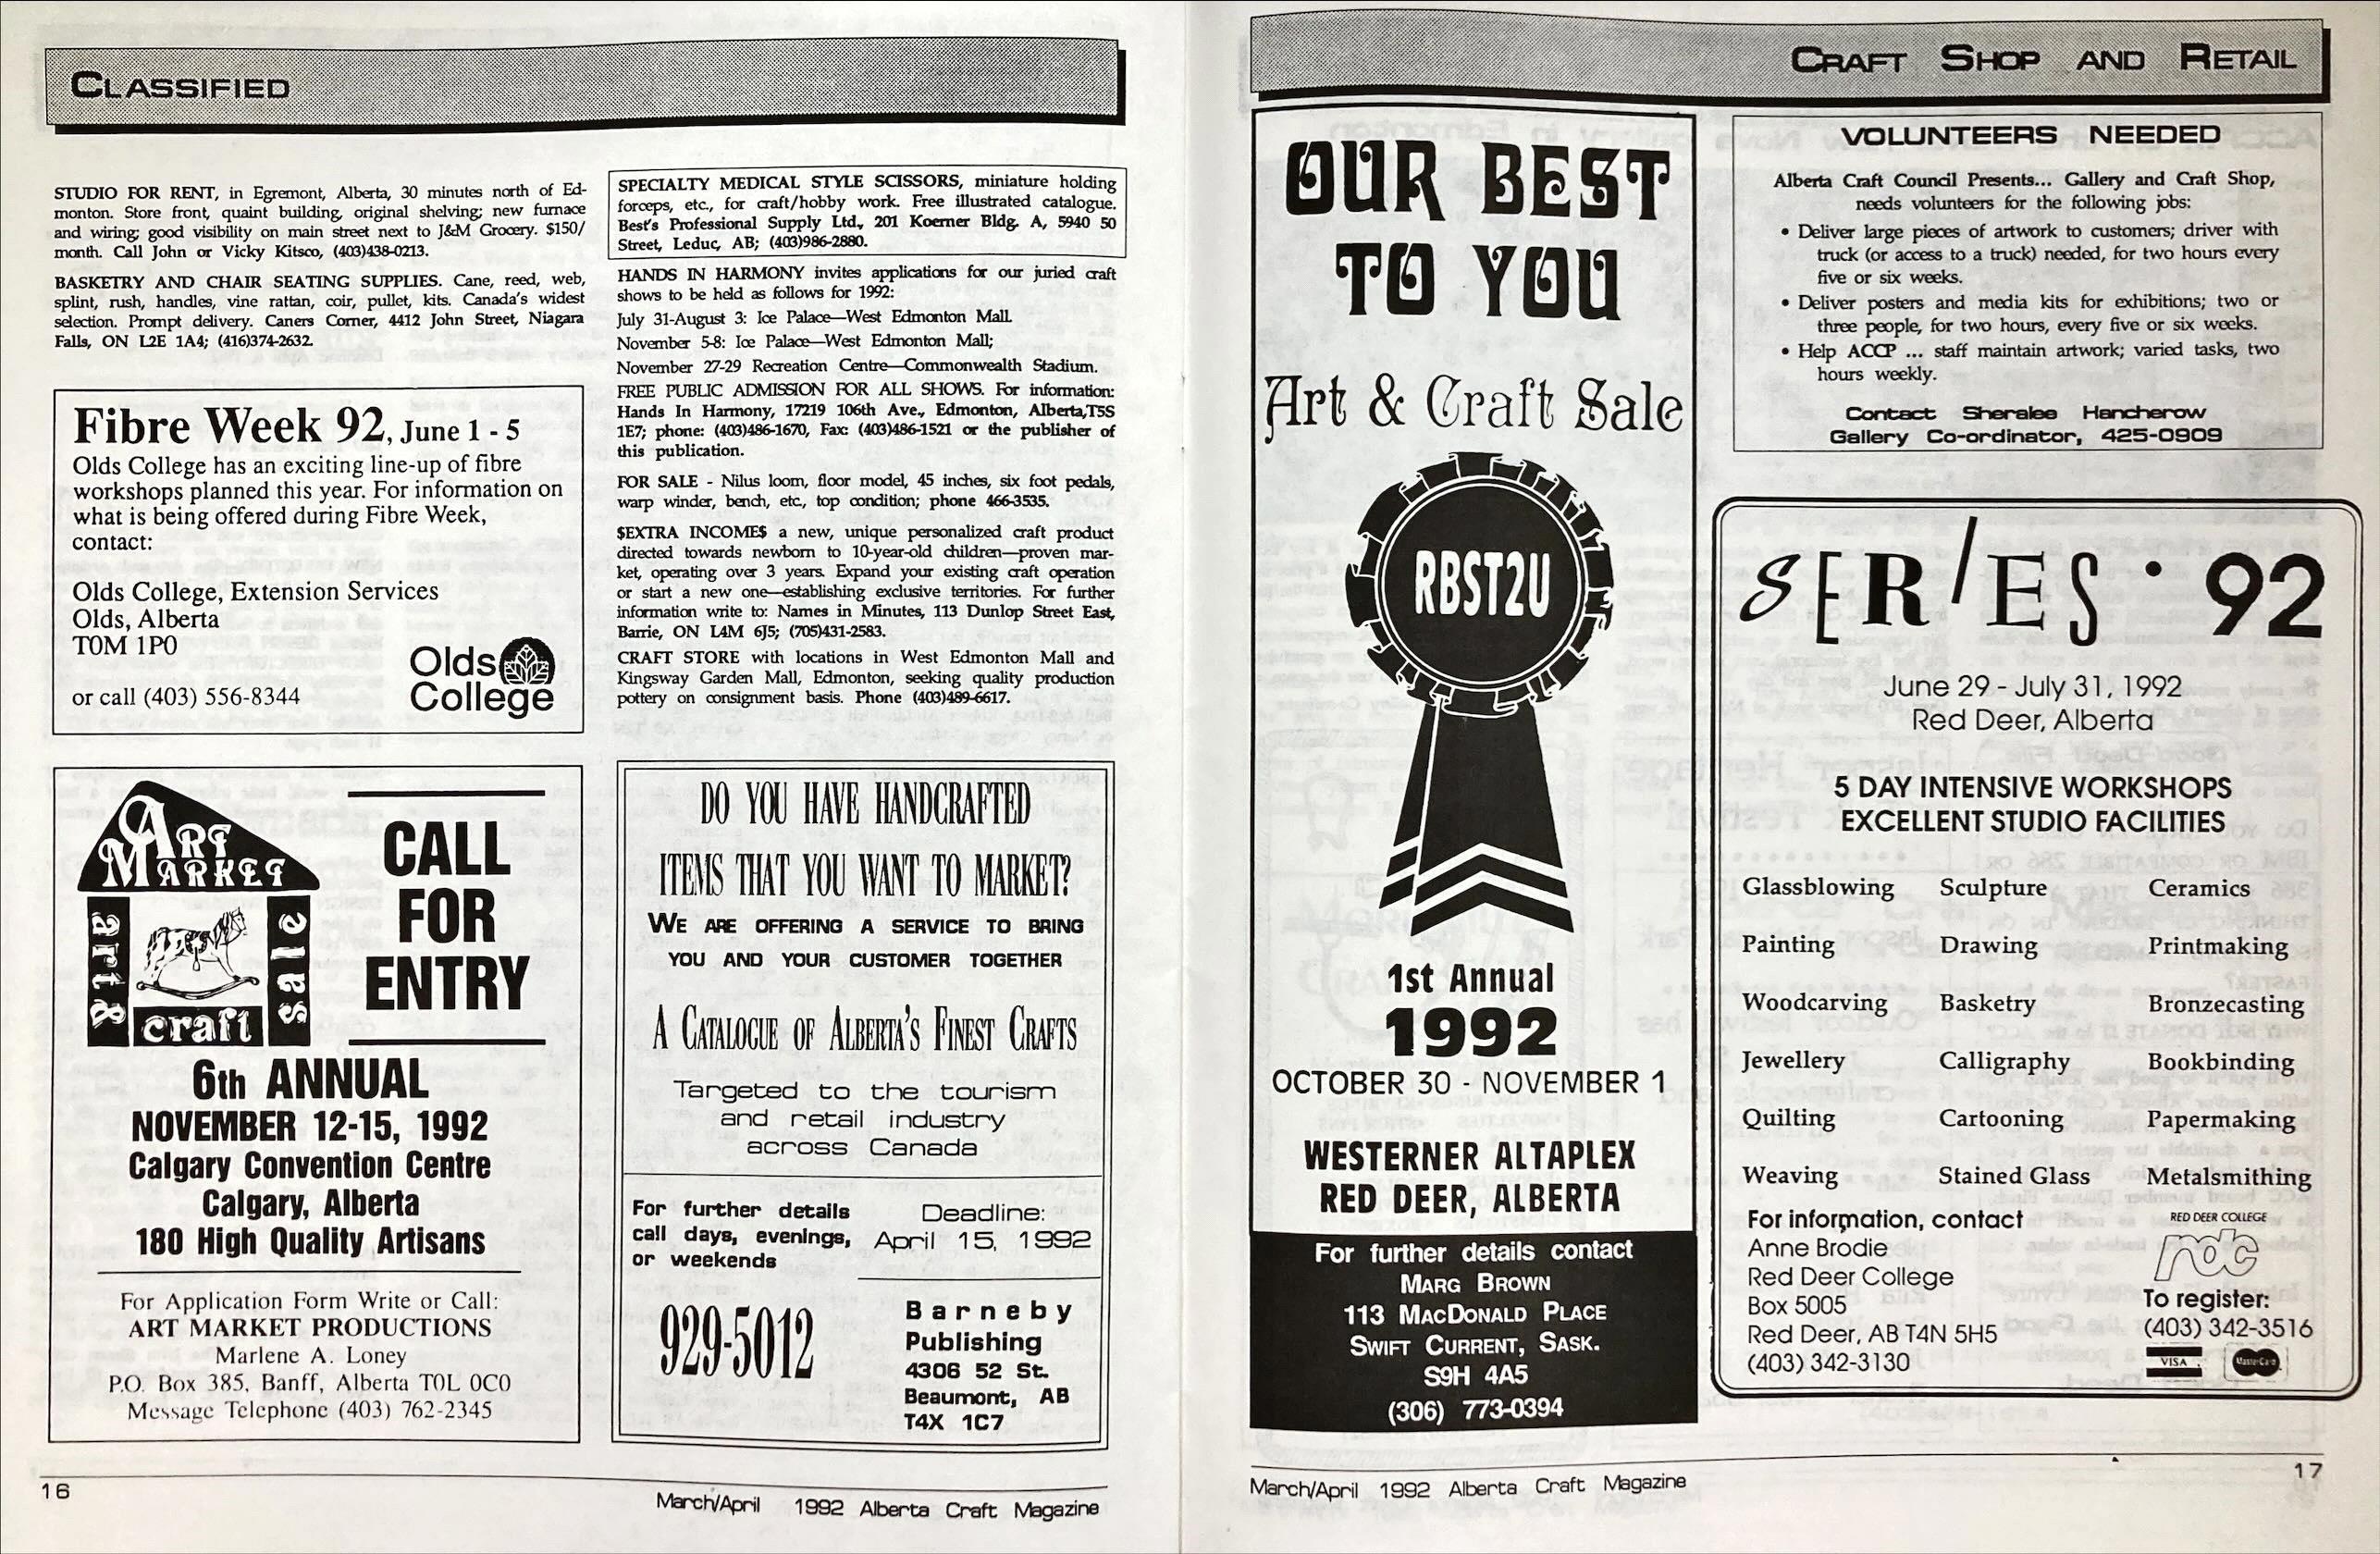 CLASSIFIED
STUDIO FOR RENT, in Egremont, Alberta, 30 minutes north of Ed-
monton. Store front, quaint building, original shelving; new furnace
and wiring; good visibility on main street next to J&M Grocery. $150/
month. Call John or Vicky Kitsco, (403)438-0213.
BASKETRY AND CHAIR SEATING SUPPLIES. Cane, reed, web,
splint, rush, handles, vine rattan, coir, pullet, kits. Canada's widest
selection. Prompt delivery. Caners Corner, 4412 John Street, Niagara
Falls, ON L2E 1A4; (416)374-2632.
Fibre Week 92, June 1 - 5
Olds College has an exciting line-up of fibre
workshops planned this year. For information on
what is being offered during Fibre Week,
contact:
Olds College, Extension Services
Olds, Alberta
T0M 1P0
or call (403) 556-8344
Olds
College
ART
MARKET
art &
craft
sale
CALL
FOR
ENTRY
6th ANNUAL
NOVEMBER 12-15, 1992
Calgary Convention Centre
Calgary, Alberta
180 High Quality Artisans
For Application Form Write or Call:
ART MARKET PRODUCTIONS
Marlene A. Loney
P.O. Box 385, Banff, Alberta T0L 0C0
Message Telephone (403) 762-2345
SPECIALTY MEDICAL STYLE SCISSORS, miniature holding
forceps, etc., for craft/hobby work. Free illustrated catalogue.
Best's Professional Supply Ltd., 201 Koerner Bldg. A, 5940 50
Street, Leduc, AB; (403)986-2880.
HANDS IN HARMONY invites applications for our juried craft
shows to be held as follows for 1992:
July 31-August 3: Ice Palace—West Edmonton Mall.
November 5-8: Ice Palace—West Edmonton Mall;
November 27-29 Recreation Centre—Commonwealth Stadium.
FREE PUBLIC ADMISSION FOR ALL SHOWS. For information:
Hands In Harmony, 17219 106th Ave., Edmonton, Alberta,T5S
1E7; phone: (403)486-1670, Fax: (403)486-1521 or the publisher of
this publication.
FOR SALE - Nilus loom, floor model, 45 inches, six foot pedals,
warp winder, bench, etc., top condition; phone 466-3535.
$EXTRA INCOME$ a new, unique personalized craft product
directed towards newborn to 10-year-old children—proven mar-
ket, operating over 3 years. Expand your existing craft operation
or start a new one—establishing exclusive territories. For further
information write to: Names in Minutes, 113 Dunlop Street East,
Barrie, ON L4M 6J5; (705)431-2583.
CRAFT STORE with locations in West Edmonton Mall and
Kingsway Garden Mall, Edmonton, seeking quality production
pottery on consignment basis. Phone (403)489-6617.
DO YOU HAVE HANDCRAFTED
ITEMS THAT YOU WANT TO MARKET?
WE ARE OFFERING A SERVICE TO BRING
YOU AND YOUR CUSTOMER TOGETHER
A CATALOGUE OF ALBERTA'S FINEST CRAFTS
Targeted to the tourism
and retail industry
across Canada
For further details
call days, evenings,
or weekends
Deadline:
April 15, 1992
929-5012
Barneby
Publishing
4306 52 St.
Beaumont, AB
T4X 1C7
16
March/April 1992 Alberta Craft Magazine
CRAFT SHOP AND RETAIL
OUR BEST
TO YOU
Art & Craft Sale
RBST2U
1st Annual
1992
OCTOBER 30 - NOVEMBER 1
WESTERNER ALTAPLEX
RED DEER, ALBERTA
For further details contact
MARG BROWN
113 MACDONALD PLACE
SWIFT CURRENT, SASK.
S9H 4A5
(306) 773-0394
VOLUNTEERS NEEDED
Alberta Craft Council Presents... Gallery and Craft Shop,
needs volunteers for the following jobs:
• Deliver large pieces of artwork to customers; driver with
truck (or access to a truck) needed, for two hours every
five or six weeks.
• Deliver posters and media kits for exhibitions; two or
three people, for two hours, every five or six weeks.
• Help ACCP ... staff maintain artwork; varied tasks, two
hours weekly.
Contact Sheralee Hancherow
Gallery Co-ordinator, 425-0909
SERIES • 92
June 29 - July 31, 1992
Red Deer, Alberta
5 DAY INTENSIVE WORKSHOPS
EXCELLENT STUDIO FACILITIES
Glassblowing Sculpture Ceramics
Painting Drawing Printmaking
Woodcarving Basketry Bronzecasting
Jewellery Calligraphy Bookbinding
Quilting Cartooning Papermaking
Weaving Stained Glass Metalsmithing
For information, contact
Anne Brodie
Red Deer College
Box 5005
Red Deer, AB T4N 5H5
(403) 342-3130
RED DEER COLLEGE
rdc
To register:
(403) 342-3516
VISA
MasterCard
March/April 1992 Alberta Craft Magazine
17